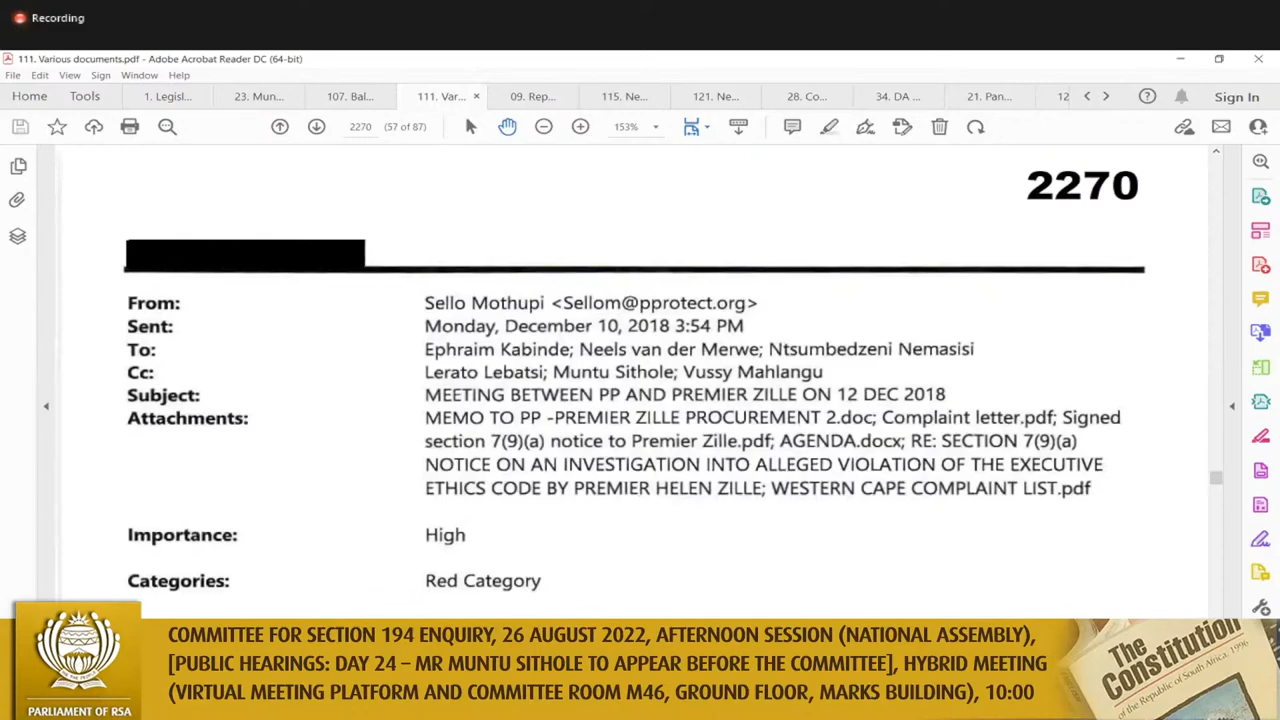 Recording
111. Various documents.pdf - Adobe Acrobat Reader DC (64-bit)
File Edit View Sign Window Help
Home Tools 1. Legisl... 23. Mun... 107. Bal... 111. Var... × 09. Rep... 115. Ne... 121. Ne... 28. Co... 34. DA ... 21. Pan... 12 Sign In
2270 (57 of 87) 153%
2270
From: Sello Mothupi <Sellom@pprotect.org>
Sent: Monday, December 10, 2018 3:54 PM
To: Ephraim Kabinde; Neels van der Merwe; Ntsumbedzeni Nemasisi
Cc: Lerato Lebatsi; Muntu Sithole; Vussy Mahlangu
Subject: MEETING BETWEEN PP AND PREMIER ZILLE ON 12 DEC 2018
Attachments: MEMO TO PP -PREMIER ZILLE PROCUREMENT 2.doc; Complaint letter.pdf; Signed
section 7(9)(a) notice to Premier Zille.pdf; AGENDA.docx; RE: SECTION 7(9)(a)
NOTICE ON AN INVESTIGATION INTO ALLEGED VIOLATION OF THE EXECUTIVE
ETHICS CODE BY PREMIER HELEN ZILLE; WESTERN CAPE COMPLAINT LIST.pdf
Importance: High
Categories: Red Category
COMMITTEE FOR SECTION 194 ENQUIRY, 26 AUGUST 2022, AFTERNOON SESSION (NATIONAL ASSEMBLY),
[PUBLIC HEARINGS: DAY 24 – MR MUNTU SITHOLE TO APPEAR BEFORE THE COMMITTEE], HYBRID MEETING
(VIRTUAL MEETING PLATFORM AND COMMITTEE ROOM M46, GROUND FLOOR, MARKS BUILDING), 10:00
PARLIAMENT OF RSA
The
Constitution
of the Republic of South Africa, 1996